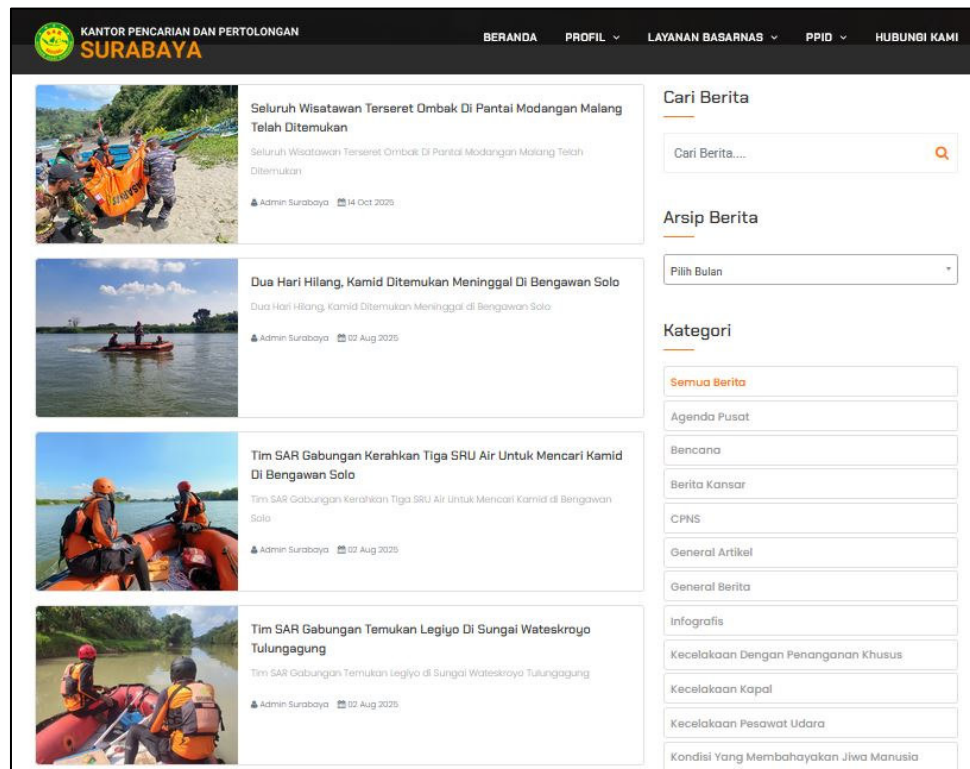 KANTOR PENCARIAN DAN PERTOLONGAN
SURABAYA
BERANDA PROFIL LAYANAN BASARNAS PPID HUBUNGI KAMI
Seluruh Wisatawan Terseret Ombak Di Pantai Modangan Malang
Telah Ditemukan
Seluruh Wisatawan Terseret Ombak Di Pantai Modangan Malang Telah
Ditemukan
Admin Surabaya 14 Oct 2025
Dua Hari Hilang, Kamid Ditemukan Meninggal Di Bengawan Solo
Dua Hari Hilang, Kamid Ditemukan Meninggal di Bengawan Solo
Admin Surabaya 02 Aug 2025
Tim SAR Gabungan Kerahkan Tiga SRU Air Untuk Mencari Kamid
Di Bengawan Solo
Tim SAR Gabungan Kerahkan Tiga SRU Air Untuk Mencari Kamid di Bengawan
Solo
Admin Surabaya 02 Aug 2025
Tim SAR Gabungan Temukan Legiyo Di Sungai Wateskroyo
Tulungagung
Tim SAR Gabungan Temukan Legiyo di Sungai Wateskroyo Tulungagung
Admin Surabaya 02 Aug 2025
Cari Berita
Cari Berita....
Arsip Berita
Pilih Bulan
Kategori
Semua Berita
Agenda Pusat
Bencana
Berita Kansar
CPNS
General Artikel
General Berita
Infografis
Kecelakaan Dengan Penanganan Khusus
Kecelakaan Kapal
Kecelakaan Pesawat Udara
Kondisi Yang Membahayakan Jiwa Manusia